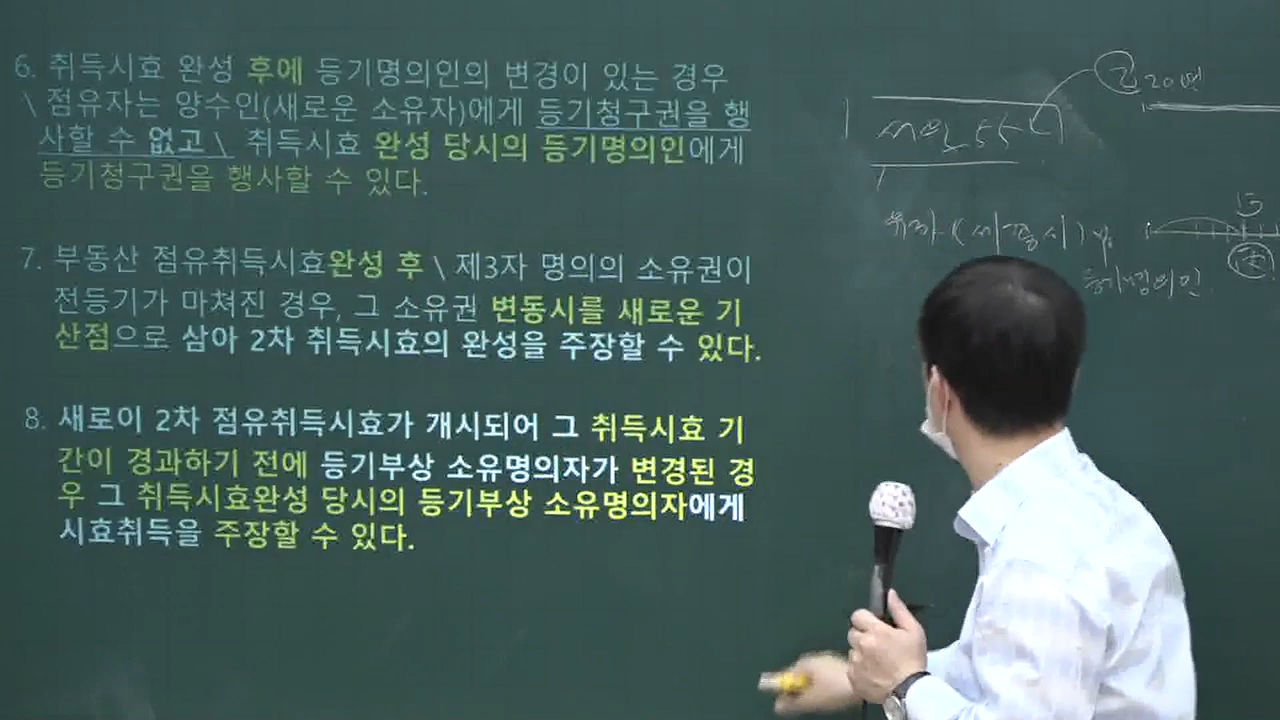 6. 취득시효 완성 후에 등기명의인의 변경이 있는 경우
\ 점유자는 양수인(새로운 소유자)에게 등기청구권을 행
사할 수 없고 \ 취득시효 완성 당시의 등기명의인에게
등기청구권을 행사할 수 있다.
7. 부동산 점유취득시효완성 후 \ 제3자 명의의 소유권이
전등기가 마쳐진 경우, 그 소유권 변동시를 새로운 기
산점으로 삼아 2차 취득시효의 완성을 주장할 수 있다.
8. 새로이 2차 점유취득시효가 개시되어 그 취득시효 기
간이 경과하기 전에 등기부상 소유명의자가 변경된 경
우 그 취득시효완성 당시의 등기부상 소유명의자에게
시효취득을 주장할 수 있다.
20년
등기명의인